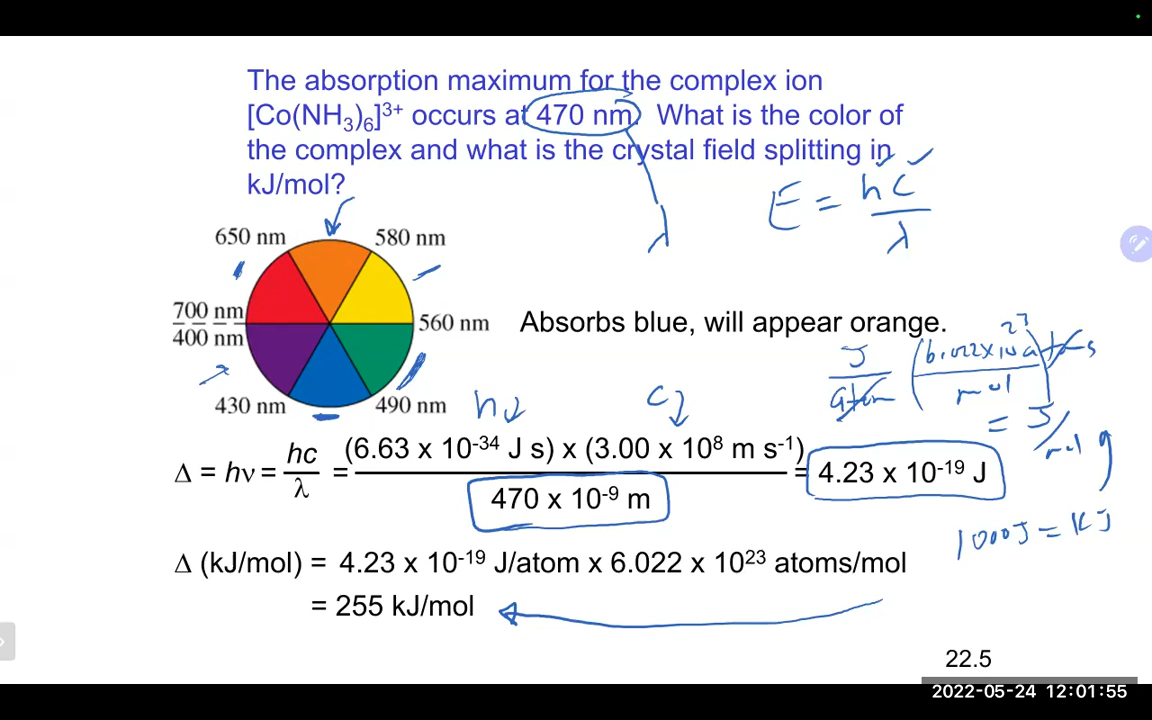 The absorption maximum for the complex ion
[Co(NH₃)₆]³⁺ occurs at 470 nm. What is the color of
the complex and what is the crystal field splitting in
kJ/mol?
E = hc/λ
λ
650 nm 580 nm
700 nm
400 nm
560 nm
430 nm 490 nm
Absorbs blue, will appear orange.
J/atom (6.022 x 10²³ / mol)
= J/mol
h c
Δ = hν = hc/λ = (6.63 x 10⁻³⁴ J s) x (3.00 x 10⁸ m s⁻¹) / 470 x 10⁻⁹ m = 4.23 x 10⁻¹⁹ J
1000J = KJ
Δ (kJ/mol) = 4.23 x 10⁻¹⁹ J/atom x 6.022 x 10²³ atoms/mol
= 255 kJ/mol
22.5
2022-05-24 12:01:55